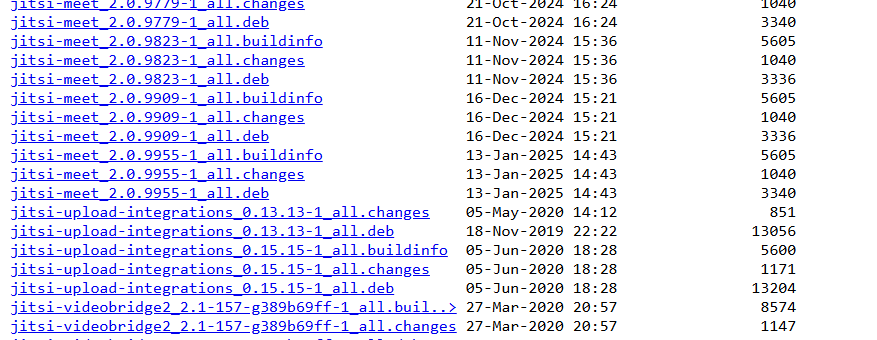 jitsi-meet_2.0.9779-1_all.changes 21-Oct-2024 16:24 1040
jitsi-meet_2.0.9779-1_all.deb 21-Oct-2024 16:24 3340
jitsi-meet_2.0.9823-1_all.buildinfo 11-Nov-2024 15:36 5605
jitsi-meet_2.0.9823-1_all.changes 11-Nov-2024 15:36 1040
jitsi-meet_2.0.9823-1_all.deb 11-Nov-2024 15:36 3336
jitsi-meet_2.0.9909-1_all.buildinfo 16-Dec-2024 15:21 5605
jitsi-meet_2.0.9909-1_all.changes 16-Dec-2024 15:21 1040
jitsi-meet_2.0.9909-1_all.deb 16-Dec-2024 15:21 3336
jitsi-meet_2.0.9955-1_all.buildinfo 13-Jan-2025 14:43 5605
jitsi-meet_2.0.9955-1_all.changes 13-Jan-2025 14:43 1040
jitsi-meet_2.0.9955-1_all.deb 13-Jan-2025 14:43 3340
jitsi-upload-integrations_0.13.13-1_all.changes 05-May-2020 14:12 851
jitsi-upload-integrations_0.13.13-1_all.deb 18-Nov-2019 22:22 13056
jitsi-upload-integrations_0.15.15-1_all.buildinfo 05-Jun-2020 18:28 5600
jitsi-upload-integrations_0.15.15-1_all.changes 05-Jun-2020 18:28 1171
jitsi-upload-integrations_0.15.15-1_all.deb 05-Jun-2020 18:28 13204
jitsi-videobridge2_2.1-157-g389b69ff-1_all.buil..> 27-Mar-2020 20:57 8574
jitsi-videobridge2_2.1-157-g389b69ff-1_all.changes 27-Mar-2020 20:57 1147